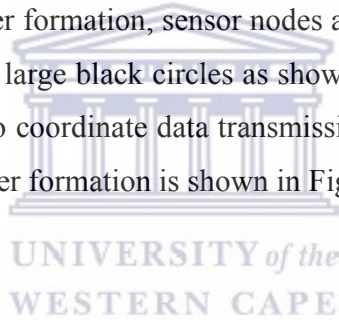 er formation, sensor nodes a
large black circles as show
o coordinate data transmissi
er formation is shown in Fig
UNIVERSITY of the
WESTERN CAPE